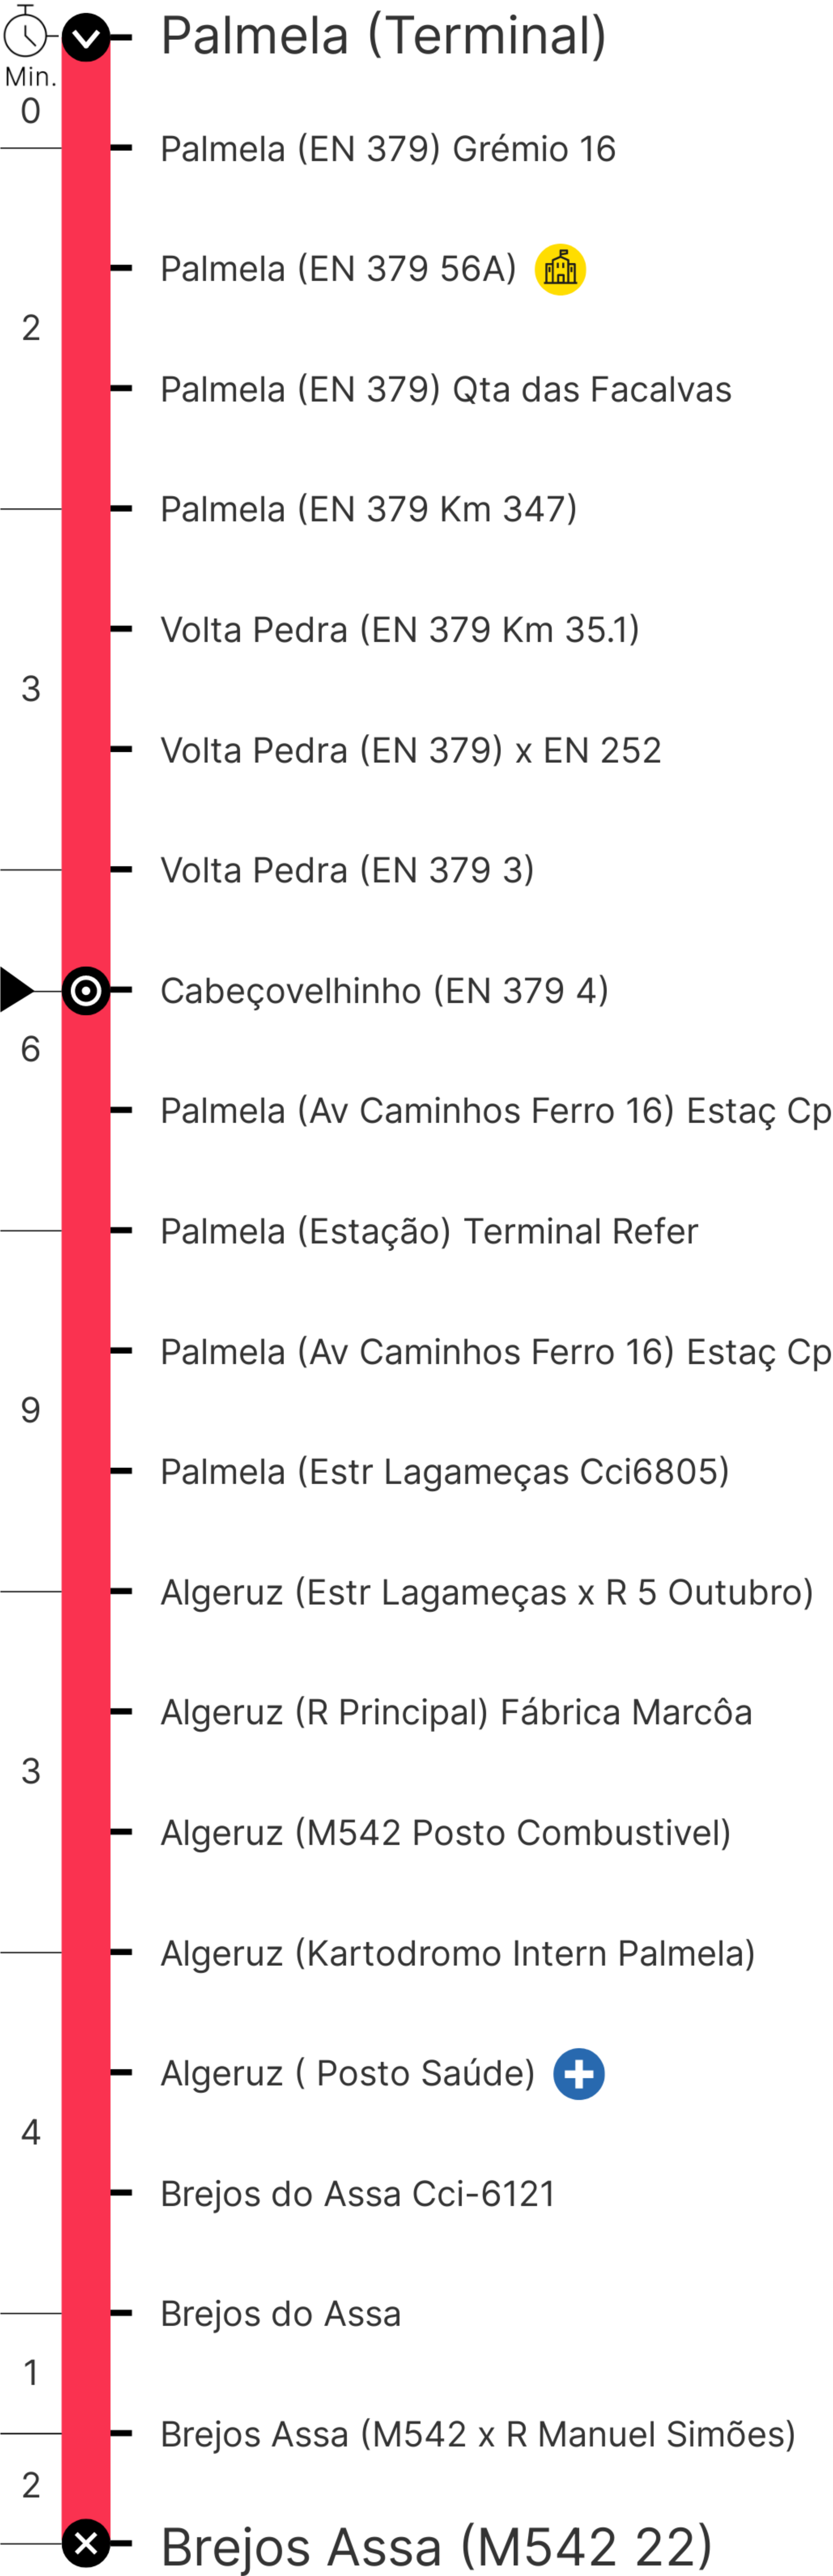 Palmela (Terminal)
Min.
0
Palmela (EN 379) Grémio 16
Palmela (EN 379 56A)
2
Palmela (EN 379) Qta das Facalvas
Palmela (EN 379 Km 347)
Volta Pedra (EN 379 Km 35.1)
3
Volta Pedra (EN 379) x EN 252
Volta Pedra (EN 379 3)
Cabeçovelhinho (EN 379 4)
6
Palmela (Av Caminhos Ferro 16) Estaç Cp
Palmela (Estação) Terminal Refer
Palmela (Av Caminhos Ferro 16) Estaç Cp
9
Palmela (Estr Lagameças Cci6805)
Algeruz (Estr Lagameças x R 5 Outubro)
Algeruz (R Principal) Fábrica Marcôa
3
Algeruz (M542 Posto Combustivel)
Algeruz (Kartodromo Intern Palmela)
Algeruz ( Posto Saúde)
4
Brejos do Assa Cci-6121
Brejos do Assa
1
Brejos Assa (M542 x R Manuel Simões)
2
Brejos Assa (M542 22)